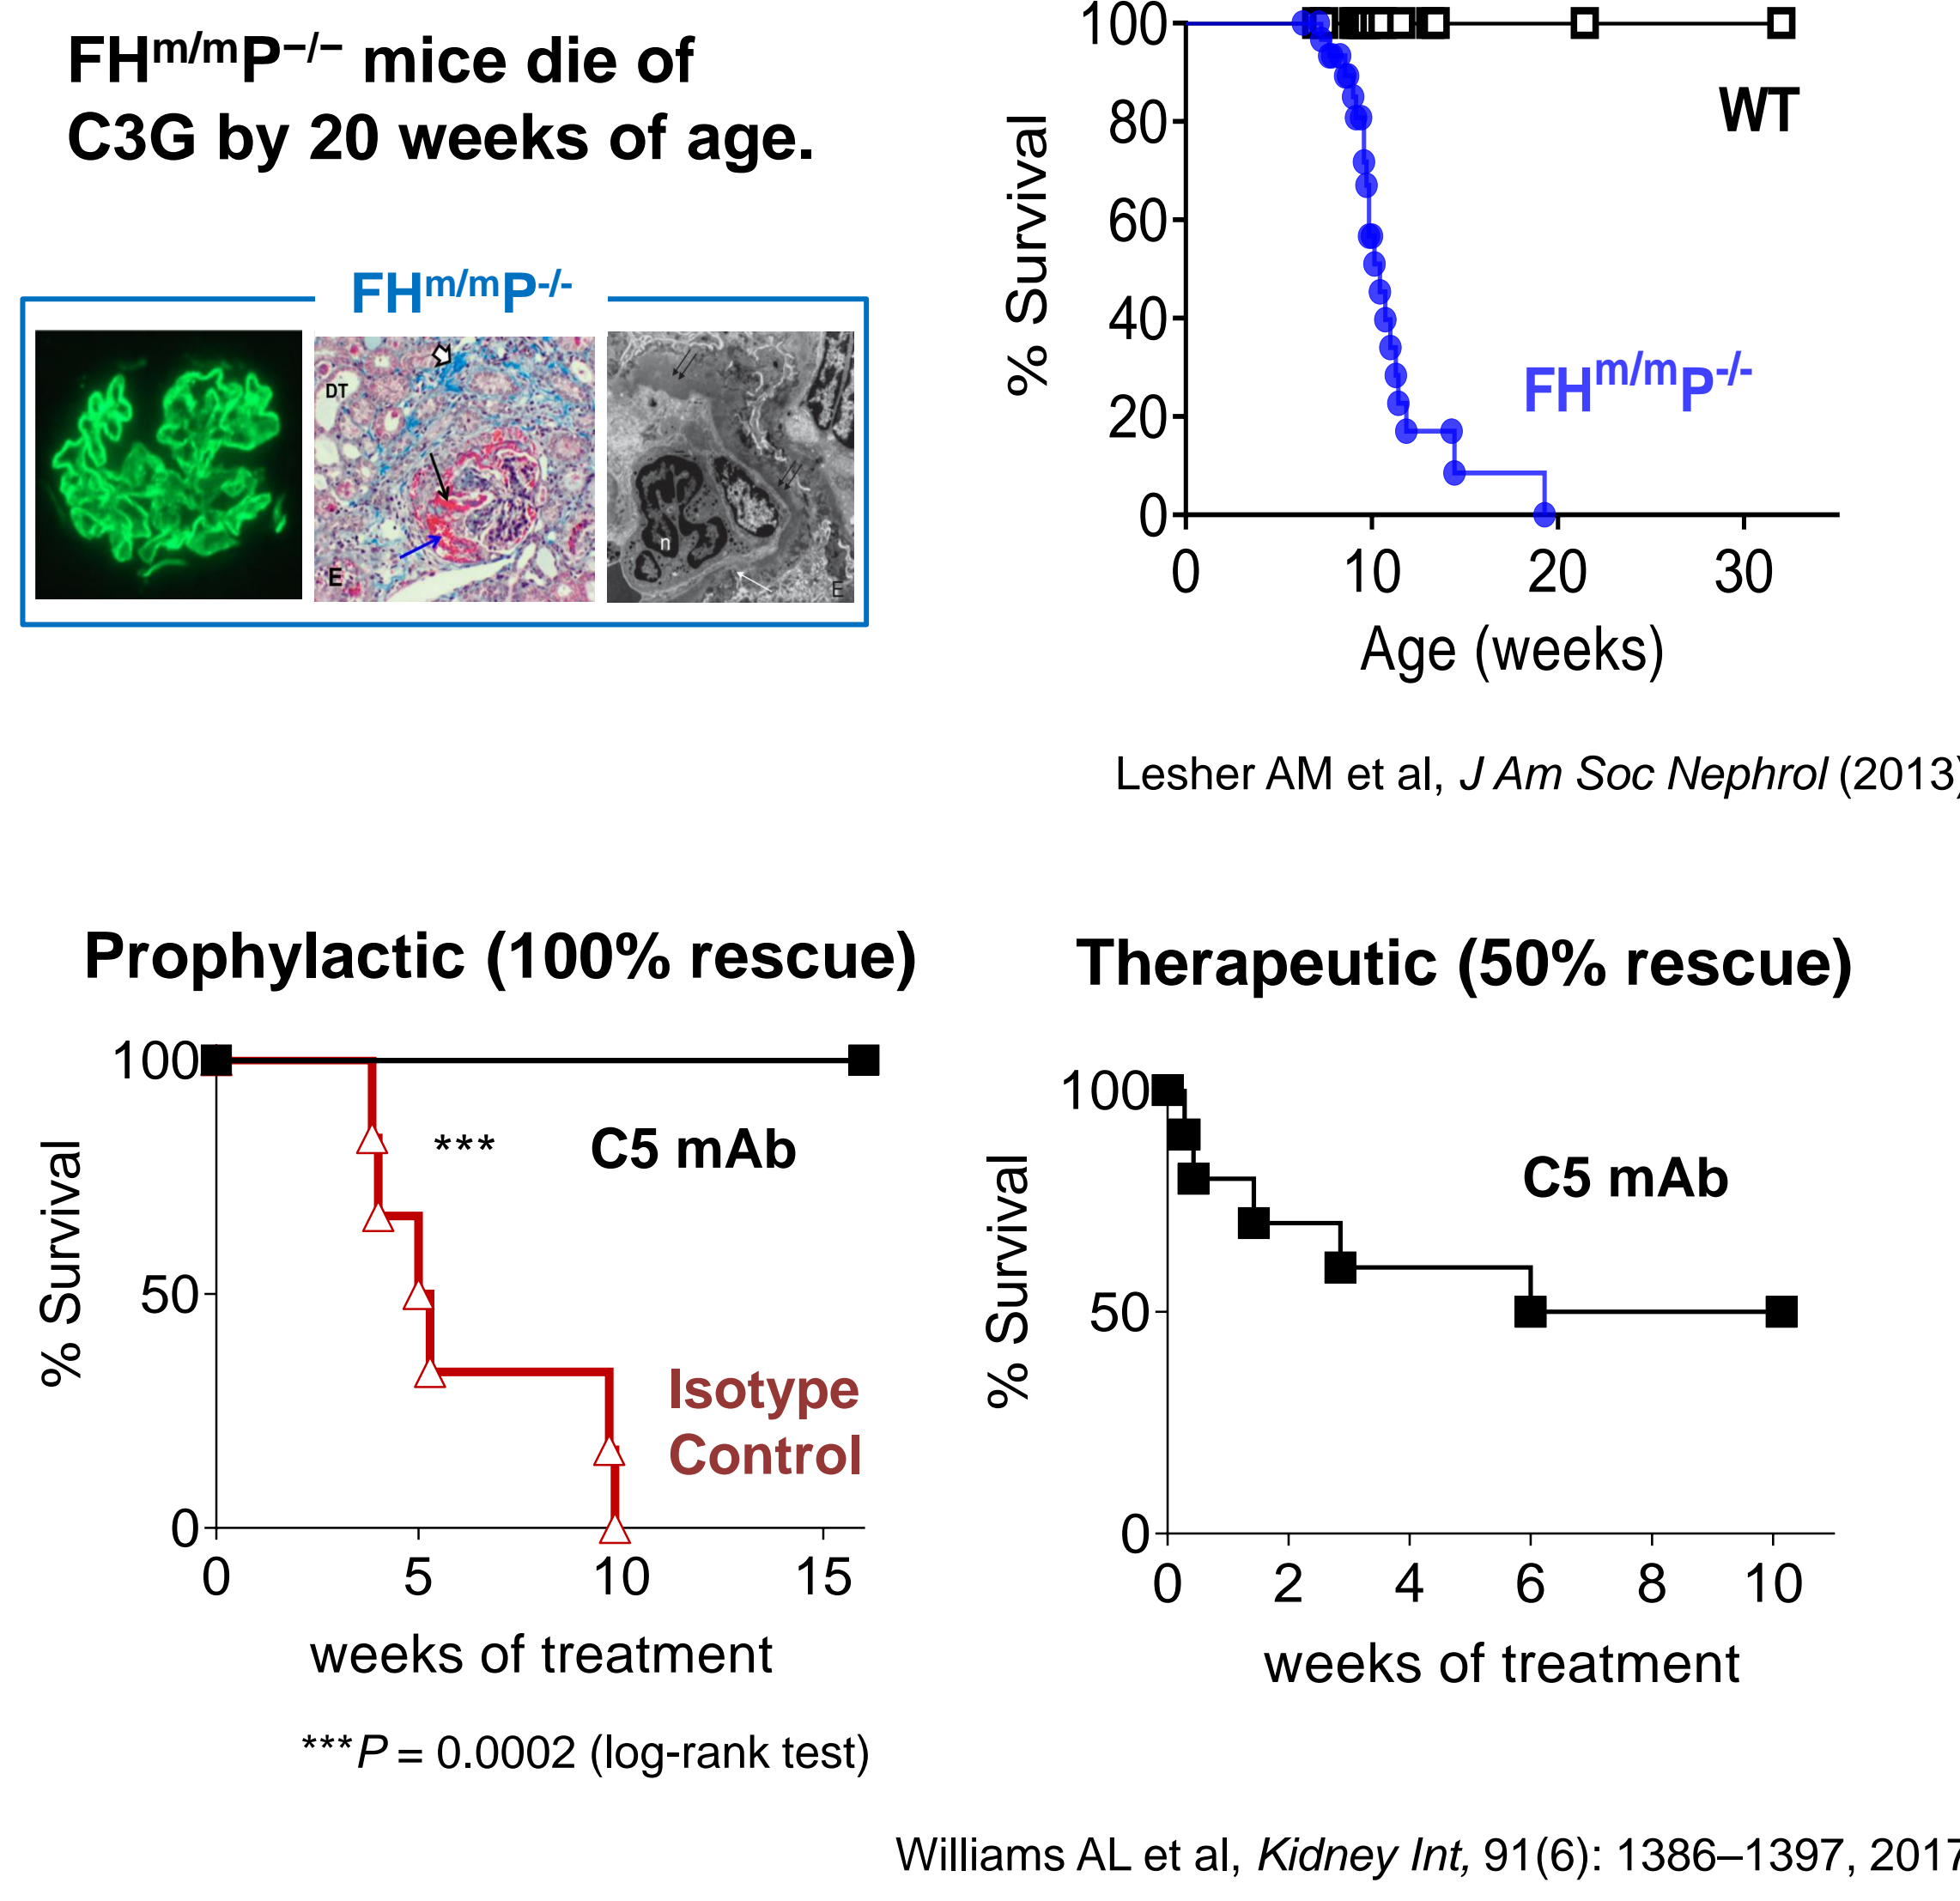 FHm/mP−/− mice die of
C3G by 20 weeks of age.
FHm/mP-/-
DT
E
n
E
% Survival
100
80
60
40
20
0
0 10 20 30
Age (weeks)
WT
FHm/mP-/-
Lesher AM et al, J Am Soc Nephrol (2013)
Prophylactic (100% rescue)
% Survival
100
50
0
0 5 10 15
***
C5 mAb
Isotype
Control
weeks of treatment
***P = 0.0002 (log-rank test)
Therapeutic (50% rescue)
% Survival
100
50
0
0 2 4 6 8 10
C5 mAb
weeks of treatment
Williams AL et al, Kidney Int, 91(6): 1386–1397, 2017